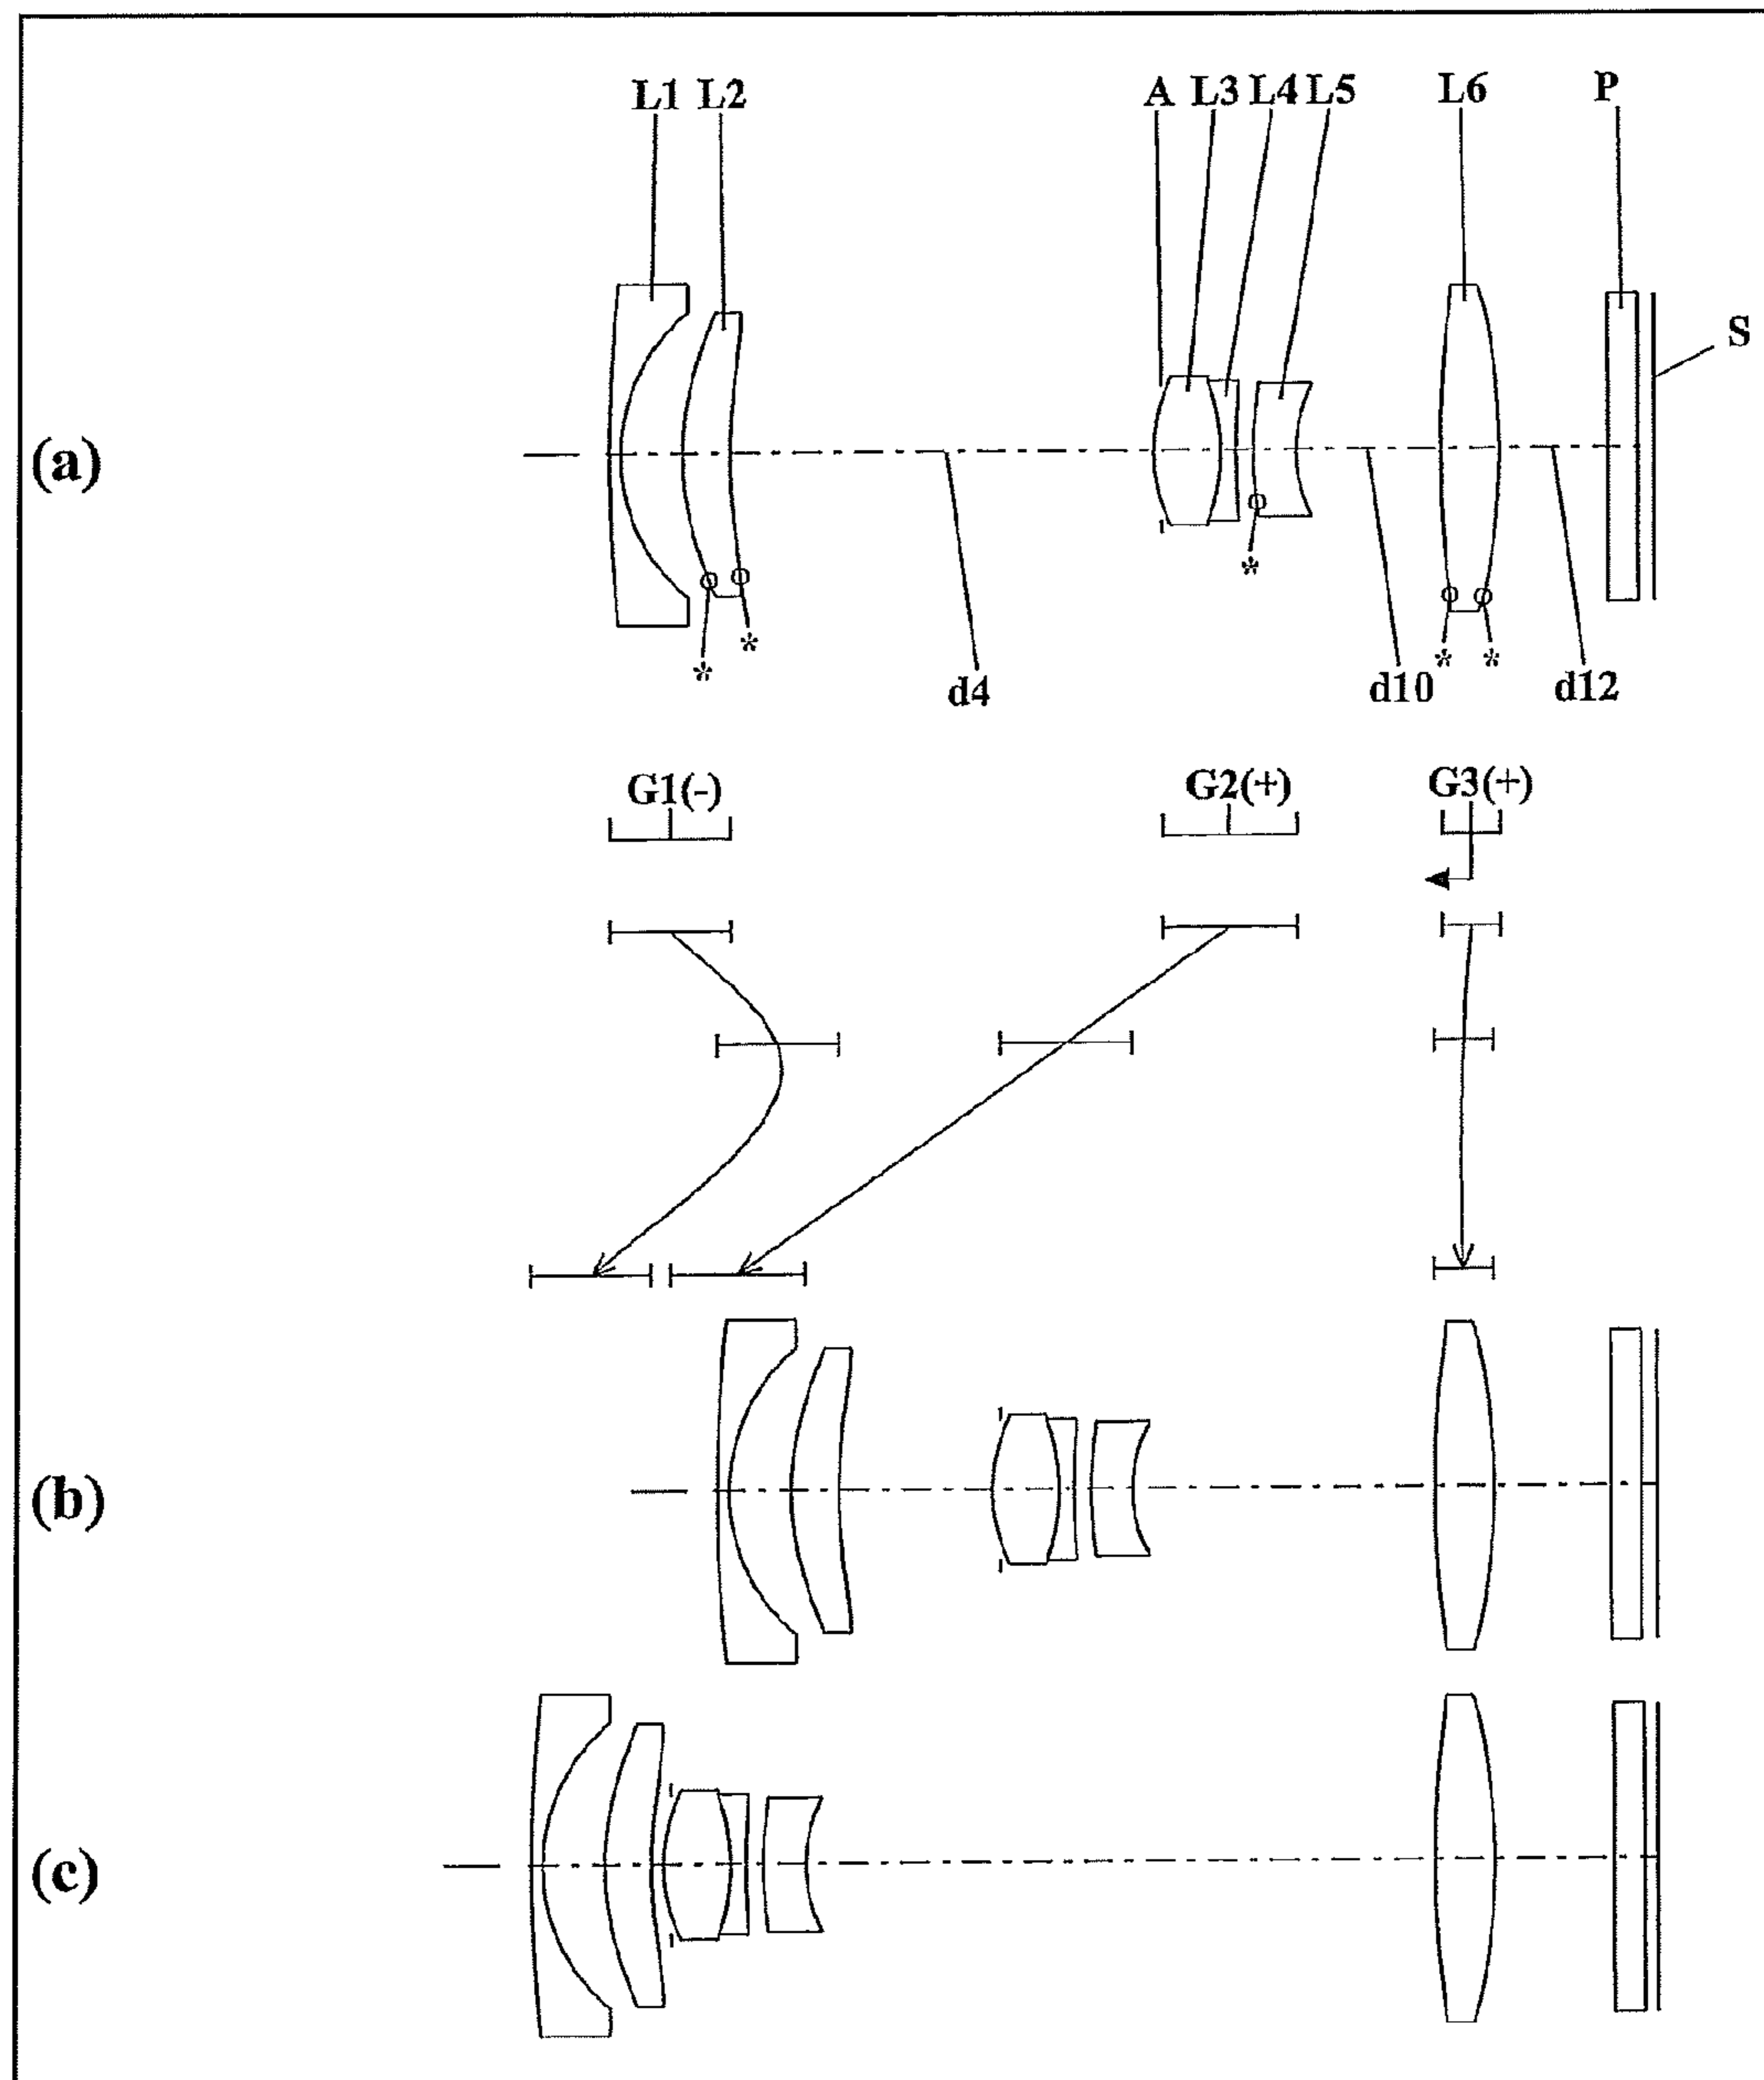 L1 L2 A L3 L4 L5 L6 P
S
(a)
*
* * * *
d4 d10 d12
G1(-) G2(+) G3(+)
(b)
(c)